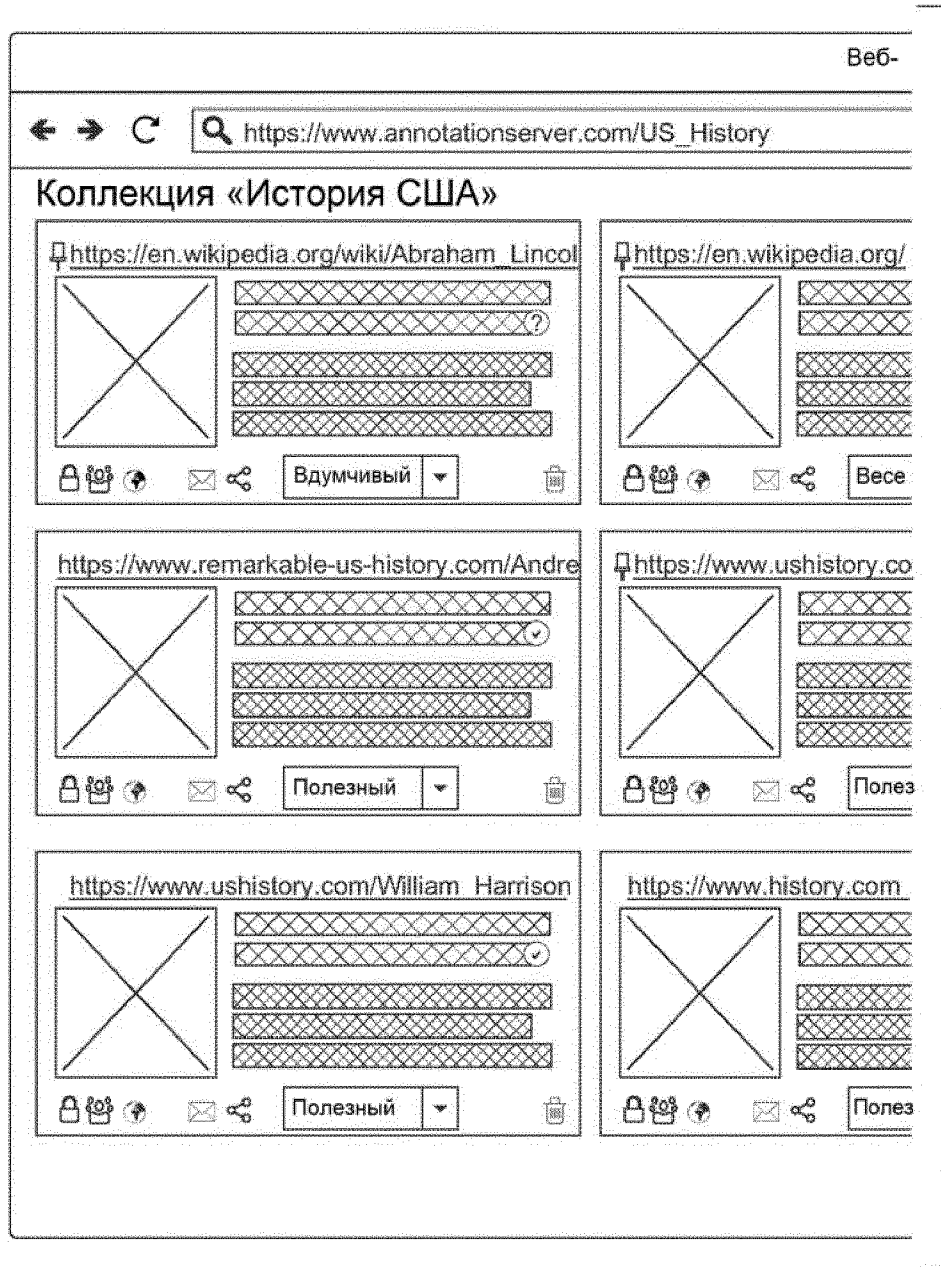 Веб-
https://www.annotationserver.com/US_History
Коллекция «История США»
https://en.wikipedia.org/wiki/Abraham_Lincol
https://en.wikipedia.org/
?
Вдумчивый
Весе
https://www.remarkable-us-history.com/Andre
https://www.ushistory.co
Полезный
Полез
https://www.ushistory.com/William_Harrison
https://www.history.com
Полезный
Полез